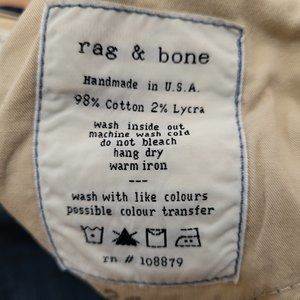 rag & bone
Handmade in U.S.A.
98% Cotton 2% Lycra
wash inside out
machine wash cold
do not bleach
hang dry
warm iron
---
wash with like colours
possible colour transfer
rn # 108879